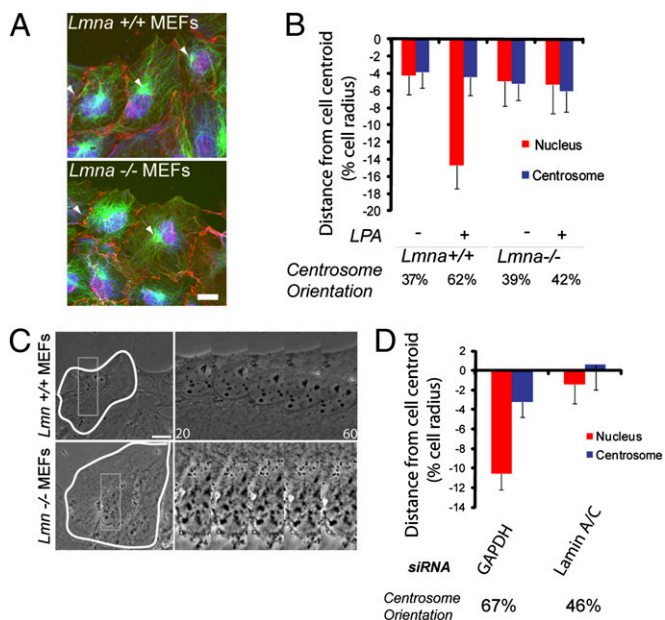 A
Lmna +/+ MEFs
Lmna -/- MEFs
B
Distance from cell centroid
(% cell radius)
0
-2
-4
-6
-8
-10
-12
-14
-16
-18
-20
Nucleus
Centrosome
LPA - + - +
Lmna+/+ Lmna-/-
Centrosome
Orientation
37% 62% 39% 42%
C
Lmn +/+ MEFs
20 60
Lmn -/- MEFs
D
Distance from cell centroid
(% cell radius)
2
0
-2
-4
-6
-8
-10
-12
-14
Nucleus
Centrosome
siRNA
GAPDH
Lamin A/C
Centrosome
Orientation
67% 46%